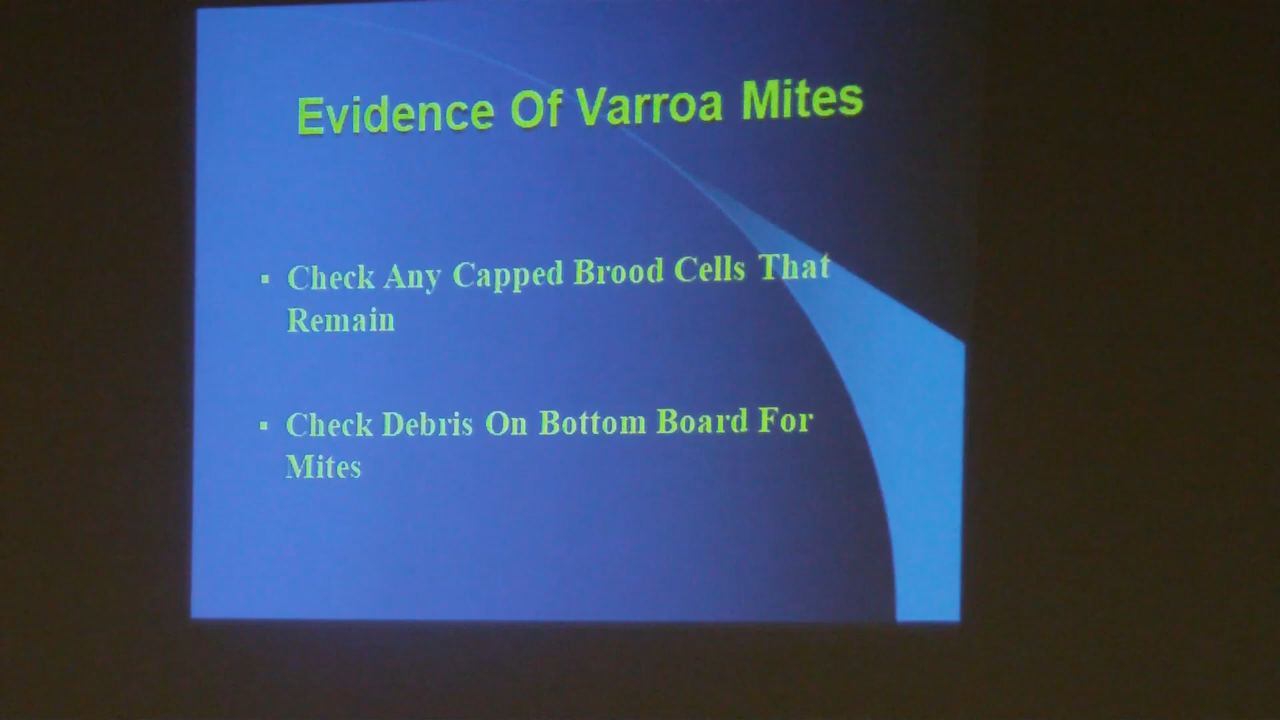 Evidence Of Varroa Mites
▪ Check Any Capped Brood Cells That
Remain
▪ Check Debris On Bottom Board For
Mites